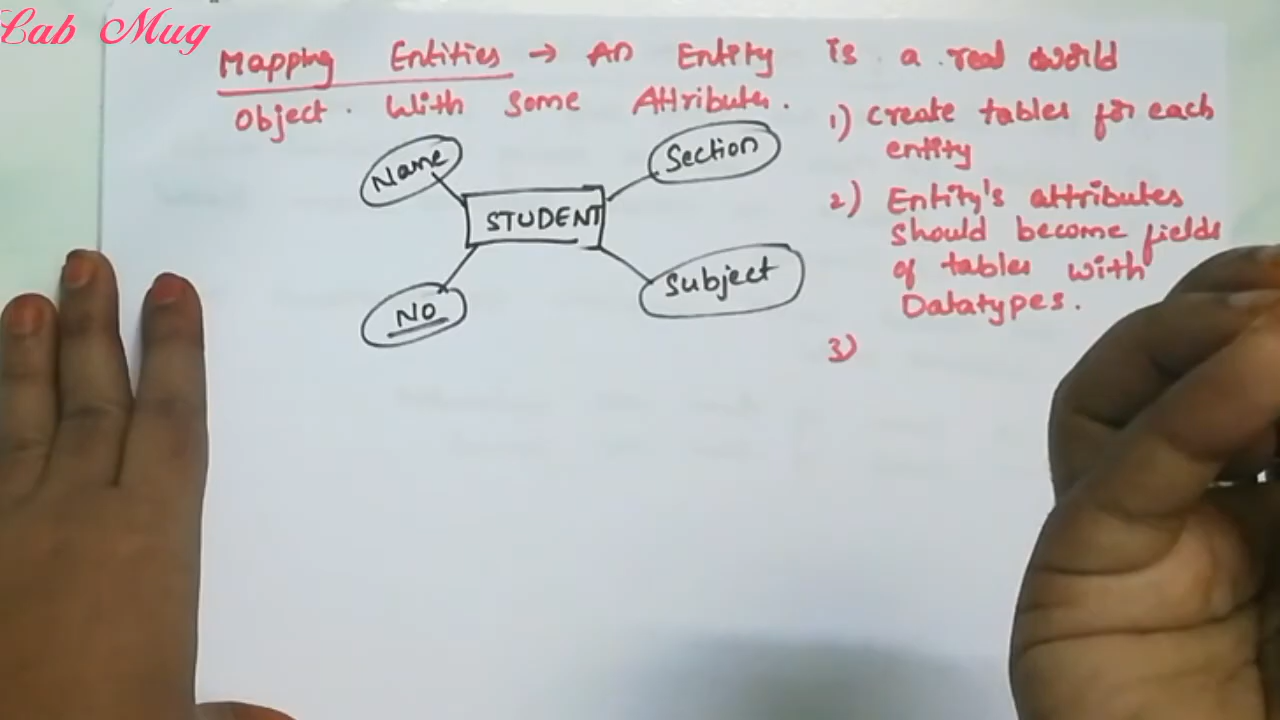 Lab Mug
Mapping Entities → An Entity is a real world
Object. With Some Attributes.
1) Create tables for each
entity
2) Entity's attributes
should become fields
of tables with
Datatypes.
3)
Name
Section
STUDENT
No
Subject